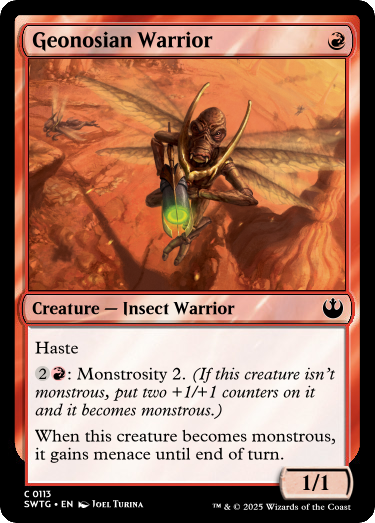 Geonosian Warrior
Creature — Insect Warrior
Haste
2: Monstrosity 2. (If this creature isn't
monstrous, put two +1/+1 counters on it
and it becomes monstrous.)
When this creature becomes monstrous,
it gains menace until end of turn.
1/1
C 0113
SWTG • EN JOEL TURINA
™ & © 2025 Wizards of the Coast